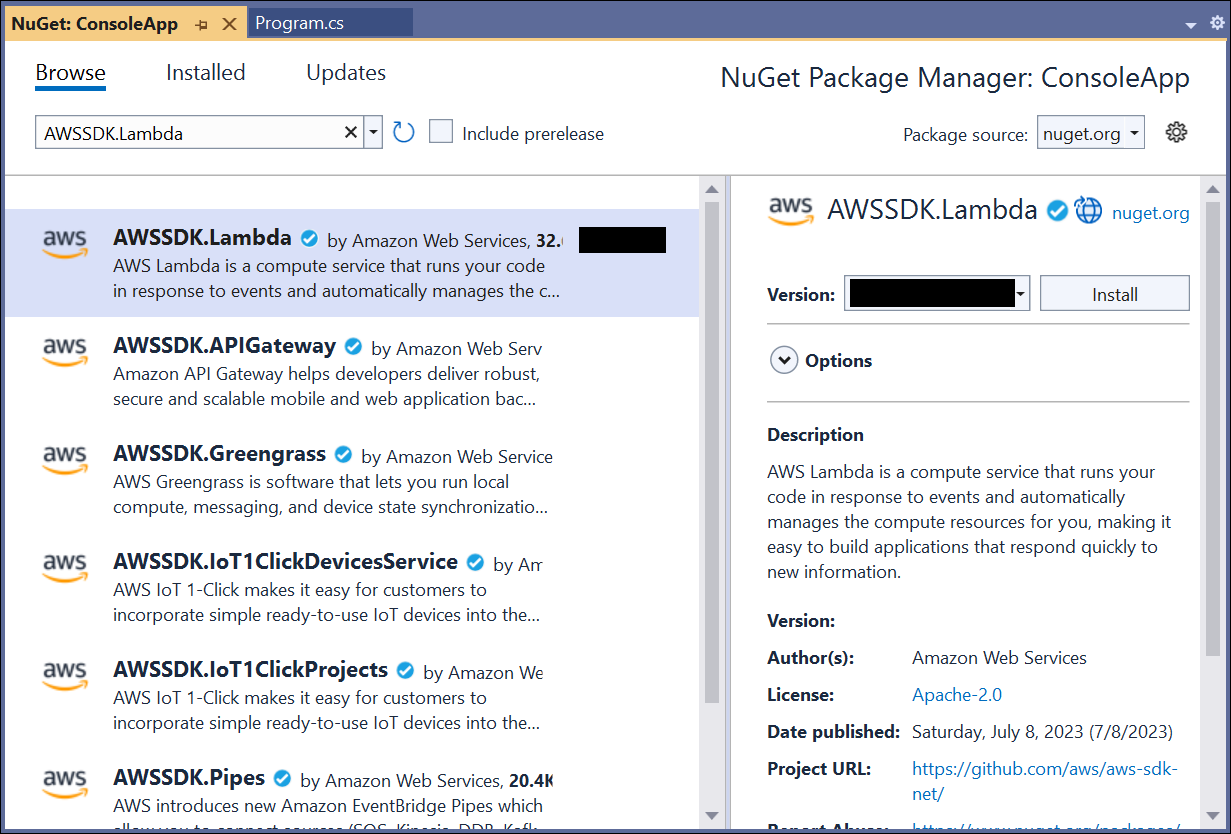 NuGet: ConsoleApp
Program.cs
Browse
Installed
Updates
NuGet Package Manager: ConsoleApp
AWSSDK.Lambda
Include prerelease
Package source:
nuget.org
aws
AWSSDK.Lambda by Amazon Web Services, 32.
AWS Lambda is a compute service that runs your code
in response to events and automatically manages the c...
aws
AWSSDK.APIGateway by Amazon Web Serv
Amazon API Gateway helps developers deliver robust,
secure and scalable mobile and web application bac...
aws
AWSSDK.Greengrass by Amazon Web Service
AWS Greengrass is software that lets you run local
compute, messaging, and device state synchronizatio...
aws
AWSSDK.IoT1ClickDevicesService by Am
AWS IoT 1-Click makes it easy for customers to
incorporate simple ready-to-use IoT devices into the...
aws
AWSSDK.IoT1ClickProjects by Amazon We
AWS IoT 1-Click makes it easy for customers to
incorporate simple ready-to-use IoT devices into the...
aws
AWSSDK.Pipes by Amazon Web Services, 20.4K
AWS introduces new Amazon EventBridge Pipes which
aws
AWSSDK.Lambda
nuget.org
Version:
Install
Options
Description
AWS Lambda is a compute service that runs your
code in response to events and automatically
manages the compute resources for you, making it
easy to build applications that respond quickly to
new information.
Version:
Author(s): Amazon Web Services
License: Apache-2.0
Date published: Saturday, July 8, 2023 (7/8/2023)
Project URL: https://github.com/aws/aws-sdk-
net/